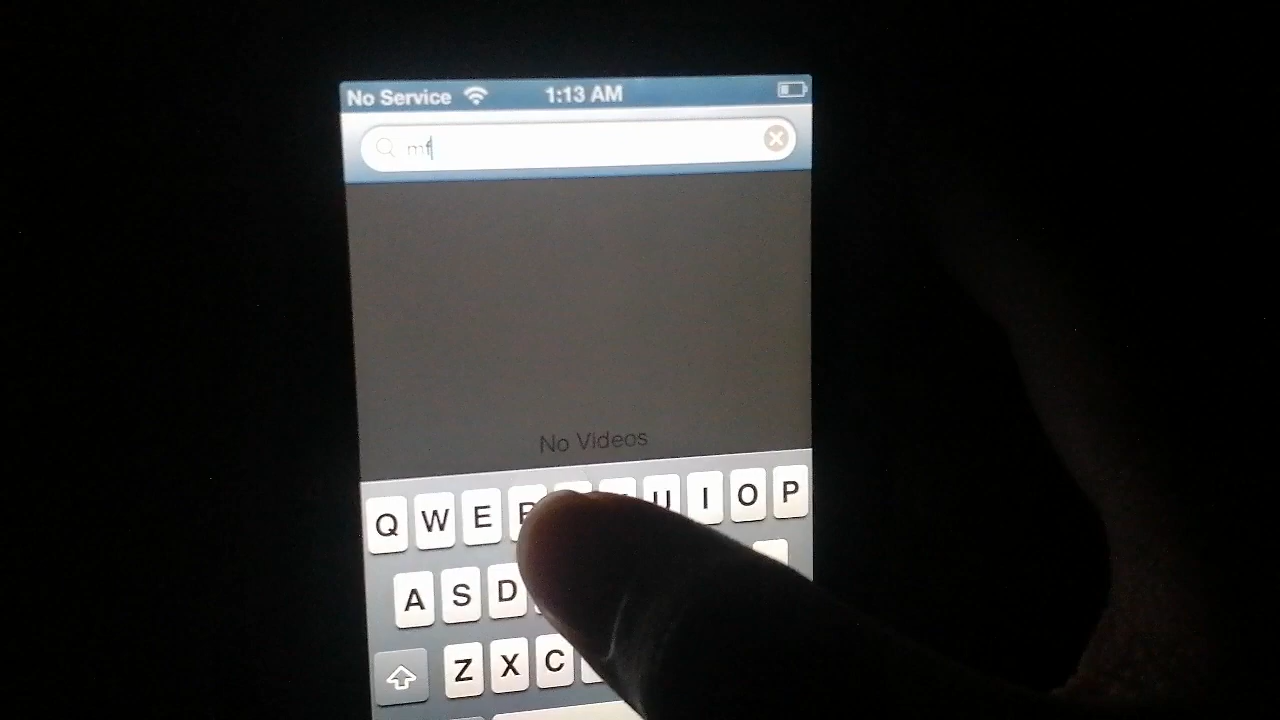 No Service 1:13 AM
mf
No Videos
Q W E R U I O P
A S D
Z X C